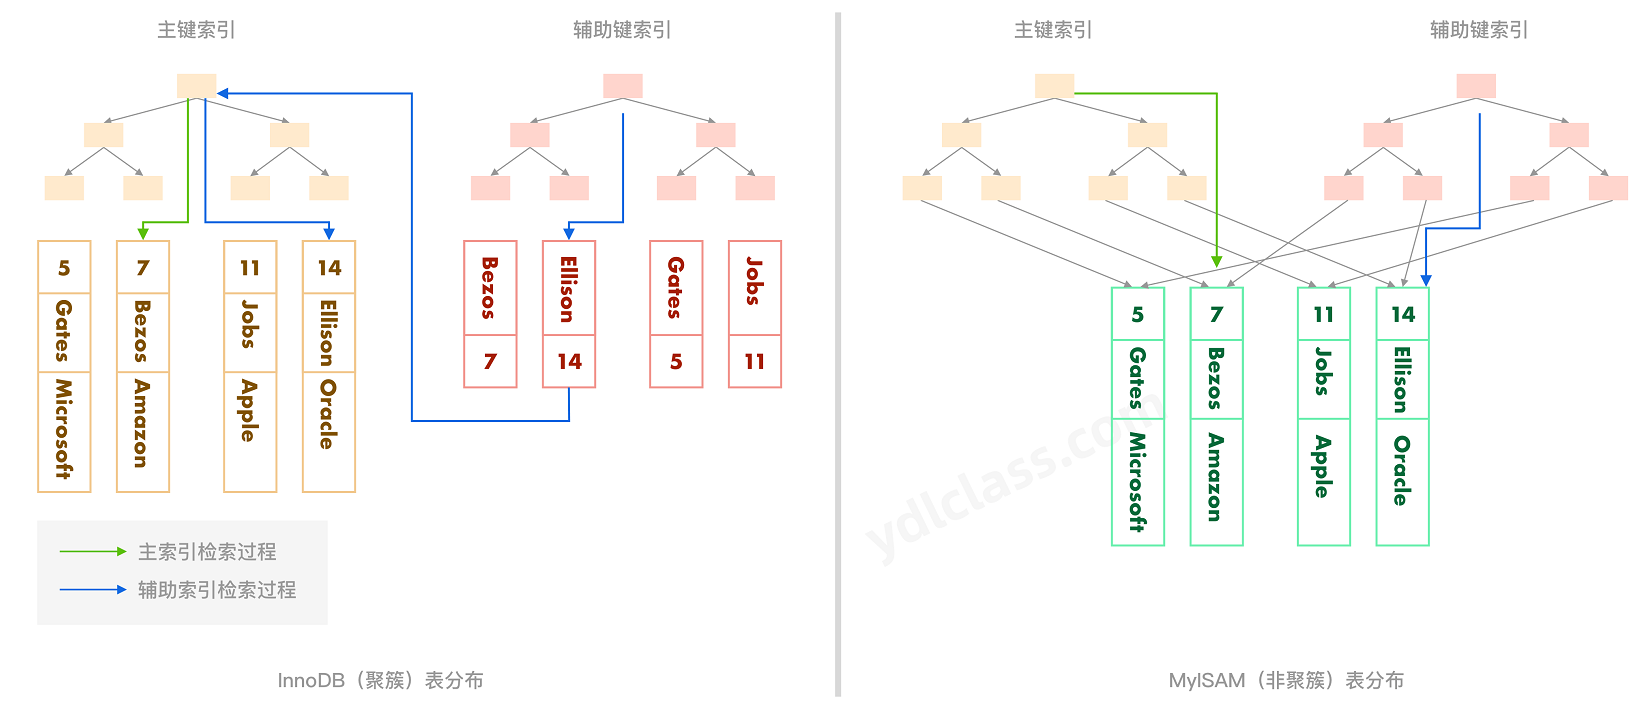 主键索引
辅助键索引
5
7
11
14
Gates
Bezos
Jobs
Ellison
Microsoft
Amazon
Apple
Oracle
Bezos
Ellison
Gates
Jobs
7
14
5
11
主索引检索过程
辅助索引检索过程
InnoDB（聚簇）表分布
主键索引
辅助键索引
5
7
11
14
Gates
Bezos
Jobs
Ellison
Microsoft
Amazon
Apple
Oracle
ydlclass.com
MyISAM（非聚簇）表分布